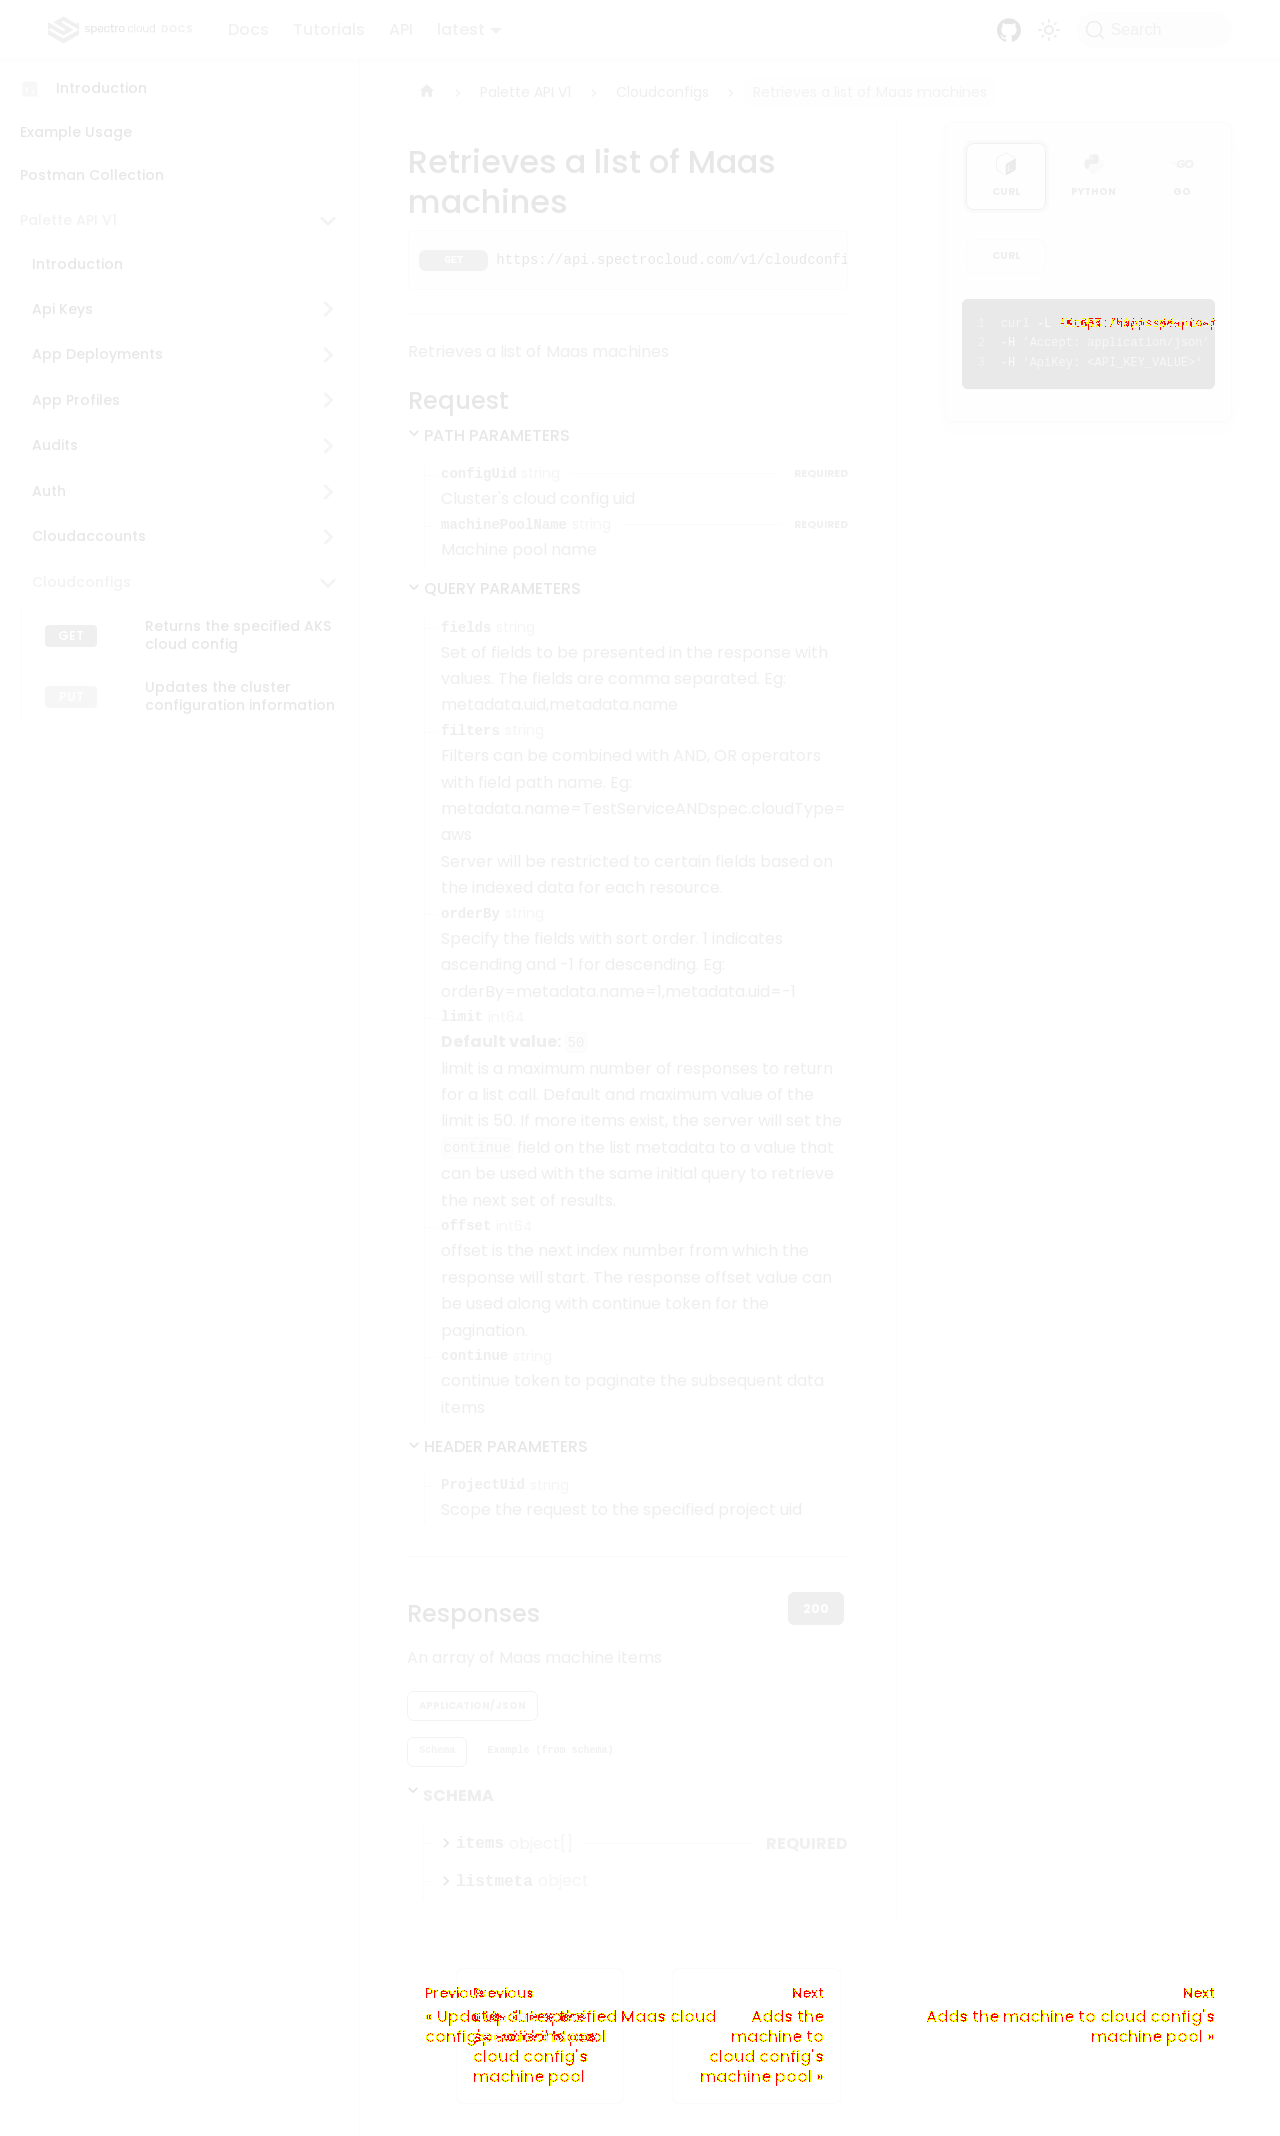 spectro cloud DOCS Docs Tutorials API latest Search
Introduction
Example Usage
Postman Collection
Palette API V1
Introduction
Api Keys
App Deployments
App Profiles
Audits
Auth
Cloudaccounts
Cloudconfigs
GET Returns the specified AKS
cloud config
PUT Updates the cluster
configuration information
Palette API V1 Cloudconfigs Retrieves a list of Maas machines
Retrieves a list of Maas
machines
GET https://api.spectrocloud.com/v1/cloudconfi
Retrieves a list of Maas machines
Request
PATH PARAMETERS
configUid string REQUIRED
Cluster's cloud config uid
machinePoolName string REQUIRED
Machine pool name
QUERY PARAMETERS
fields string
Set of fields to be presented in the response with
values. The fields are comma separated. Eg:
metadata.uid,metadata.name
filters string
Filters can be combined with AND, OR operators
with field path name. Eg:
metadata.name=TestServiceANDspec.cloudType=
aws
Server will be restricted to certain fields based on
the indexed data for each resource.
orderBy string
Specify the fields with sort order. 1 indicates
ascending and -1 for descending. Eg:
orderBy=metadata.name=1,metadata.uid=-1
limit int64
Default value: 50
limit is a maximum number of responses to return
for a list call. Default and maximum value of the
limit is 50. If more items exist, the server will set the
continue field on the list metadata to a value that
can be used with the same initial query to retrieve
the next set of results.
offset int64
offset is the next index number from which the
response will start. The response offset value can
be used along with continue token for the
pagination.
continue string
continue token to paginate the subsequent data
items
HEADER PARAMETERS
ProjectUid string
Scope the request to the specified project uid
Responses
200
An array of Maas machine items
APPLICATION/JSON
Schema Example (from schema)
SCHEMA
items object[] REQUIRED
listmeta object
CURL PYTHON GO
CURL
1 curl -L
2 -H 'Accept: application/json'
3 -H 'ApiKey: <API_KEY_VALUE>'
Previous Previous
specified Maas cloud
cloud config's
machine pool
Next
Adds the
machine to
cloud config's
machine pool »
Next
Adds the machine to cloud config's
machine pool »